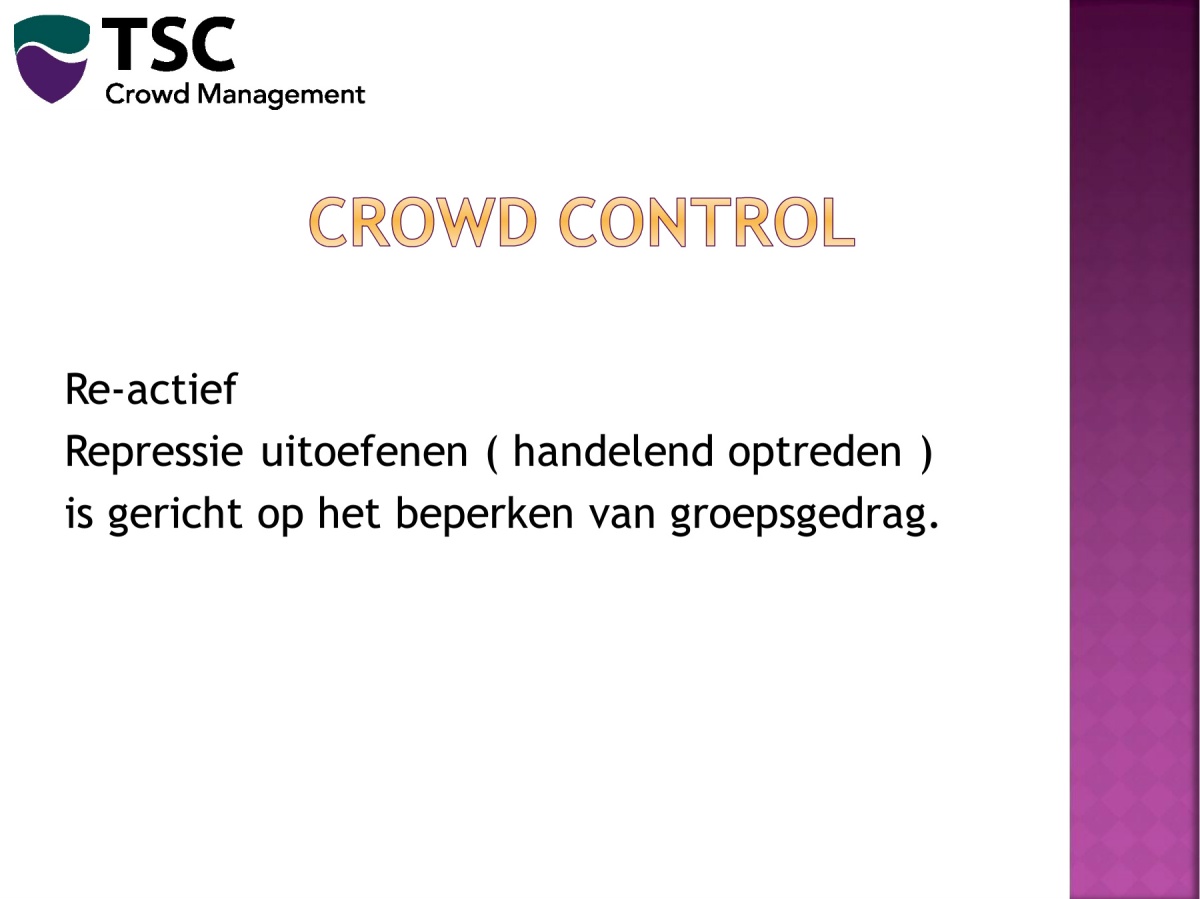 TSC
Crowd Management
CROWD CONTROL
Re-actief
Repressie uitoefenen ( handelend optreden )
is gericht op het beperken van groepsgedrag.